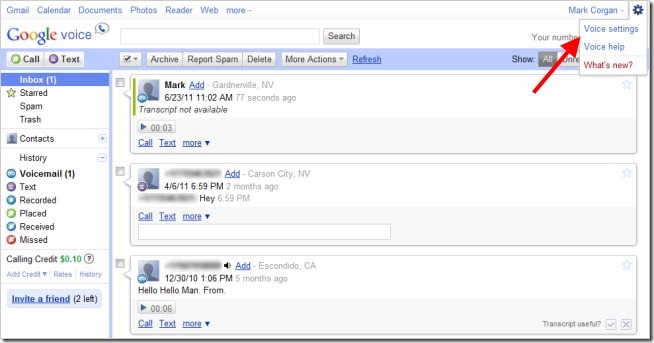 Gmail Calendar Documents Photos Reader Web more Mark Corgan
Google voice Search Your numbe
Voice settings
Voice help
What's new?
Call Text Archive Report Spam Delete More Actions Refresh Show: All Unre
Inbox (1)
Starred
Spam
Trash
Contacts
History
Voicemail (1)
Text
Recorded
Placed
Received
Missed
Calling Credit $0.10 ?
Add Credit Rates History
Invite a friend (2 left)
Mark Add - Gardnerville, NV
6/23/11 11:02 AM 77 seconds ago
Transcript not available
00:03
Call Text more
Add - Carson City, NV
4/6/11 6:59 PM 2 months ago
Hey 6:59 PM
Call Text more
Add - Escondido, CA
12/30/10 1:06 PM 5 months ago
Hello Hello Man. From.
00:06
Call Text more Transcript useful?